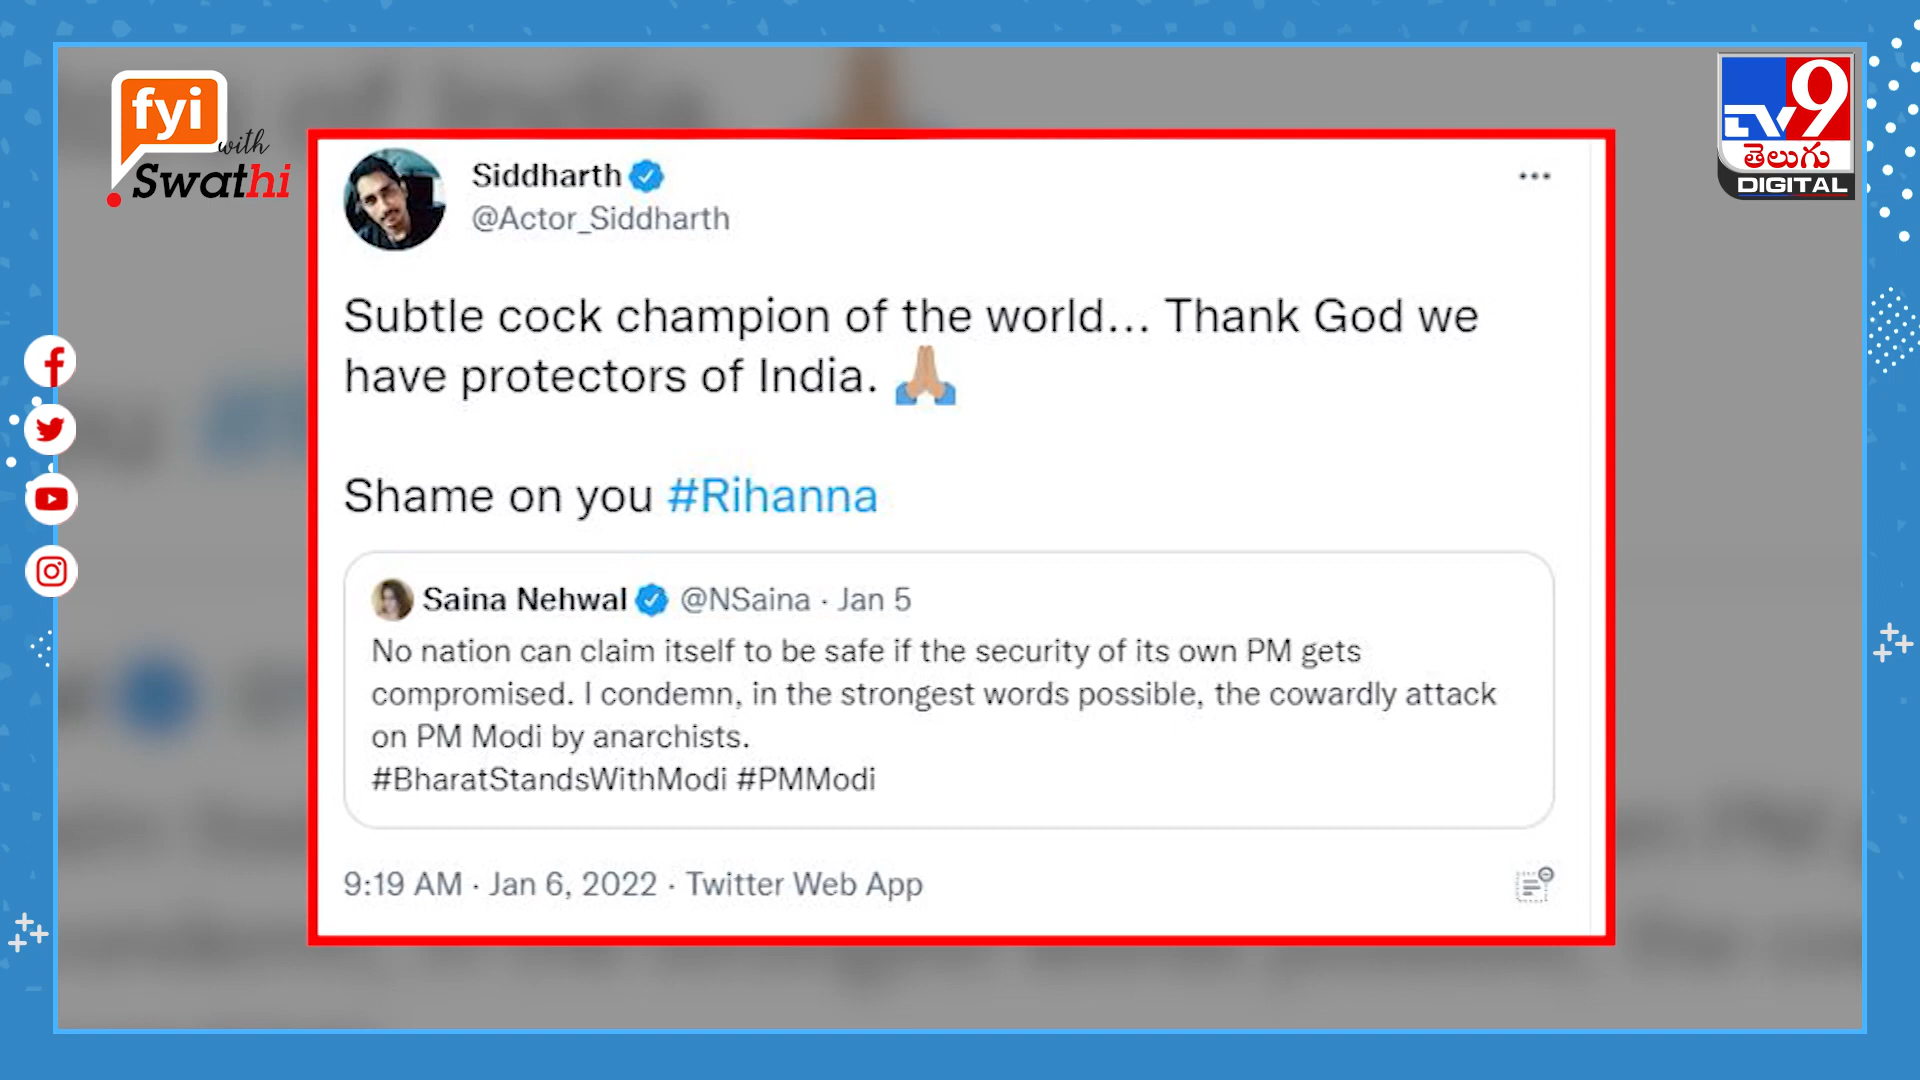 fyi
with
Swathi
TV9
తెలుగు
DIGITAL
Siddharth
@Actor_Siddharth
Subtle cock champion of the world... Thank God we
have protectors of India. 🙏🏽
Shame on you #Rihanna
Saina Nehwal @NSaina · Jan 5
No nation can claim itself to be safe if the security of its own PM gets
compromised. I condemn, in the strongest words possible, the cowardly attack
on PM Modi by anarchists.
#BharatStandsWithModi #PMModi
9:19 AM · Jan 6, 2022 · Twitter Web App